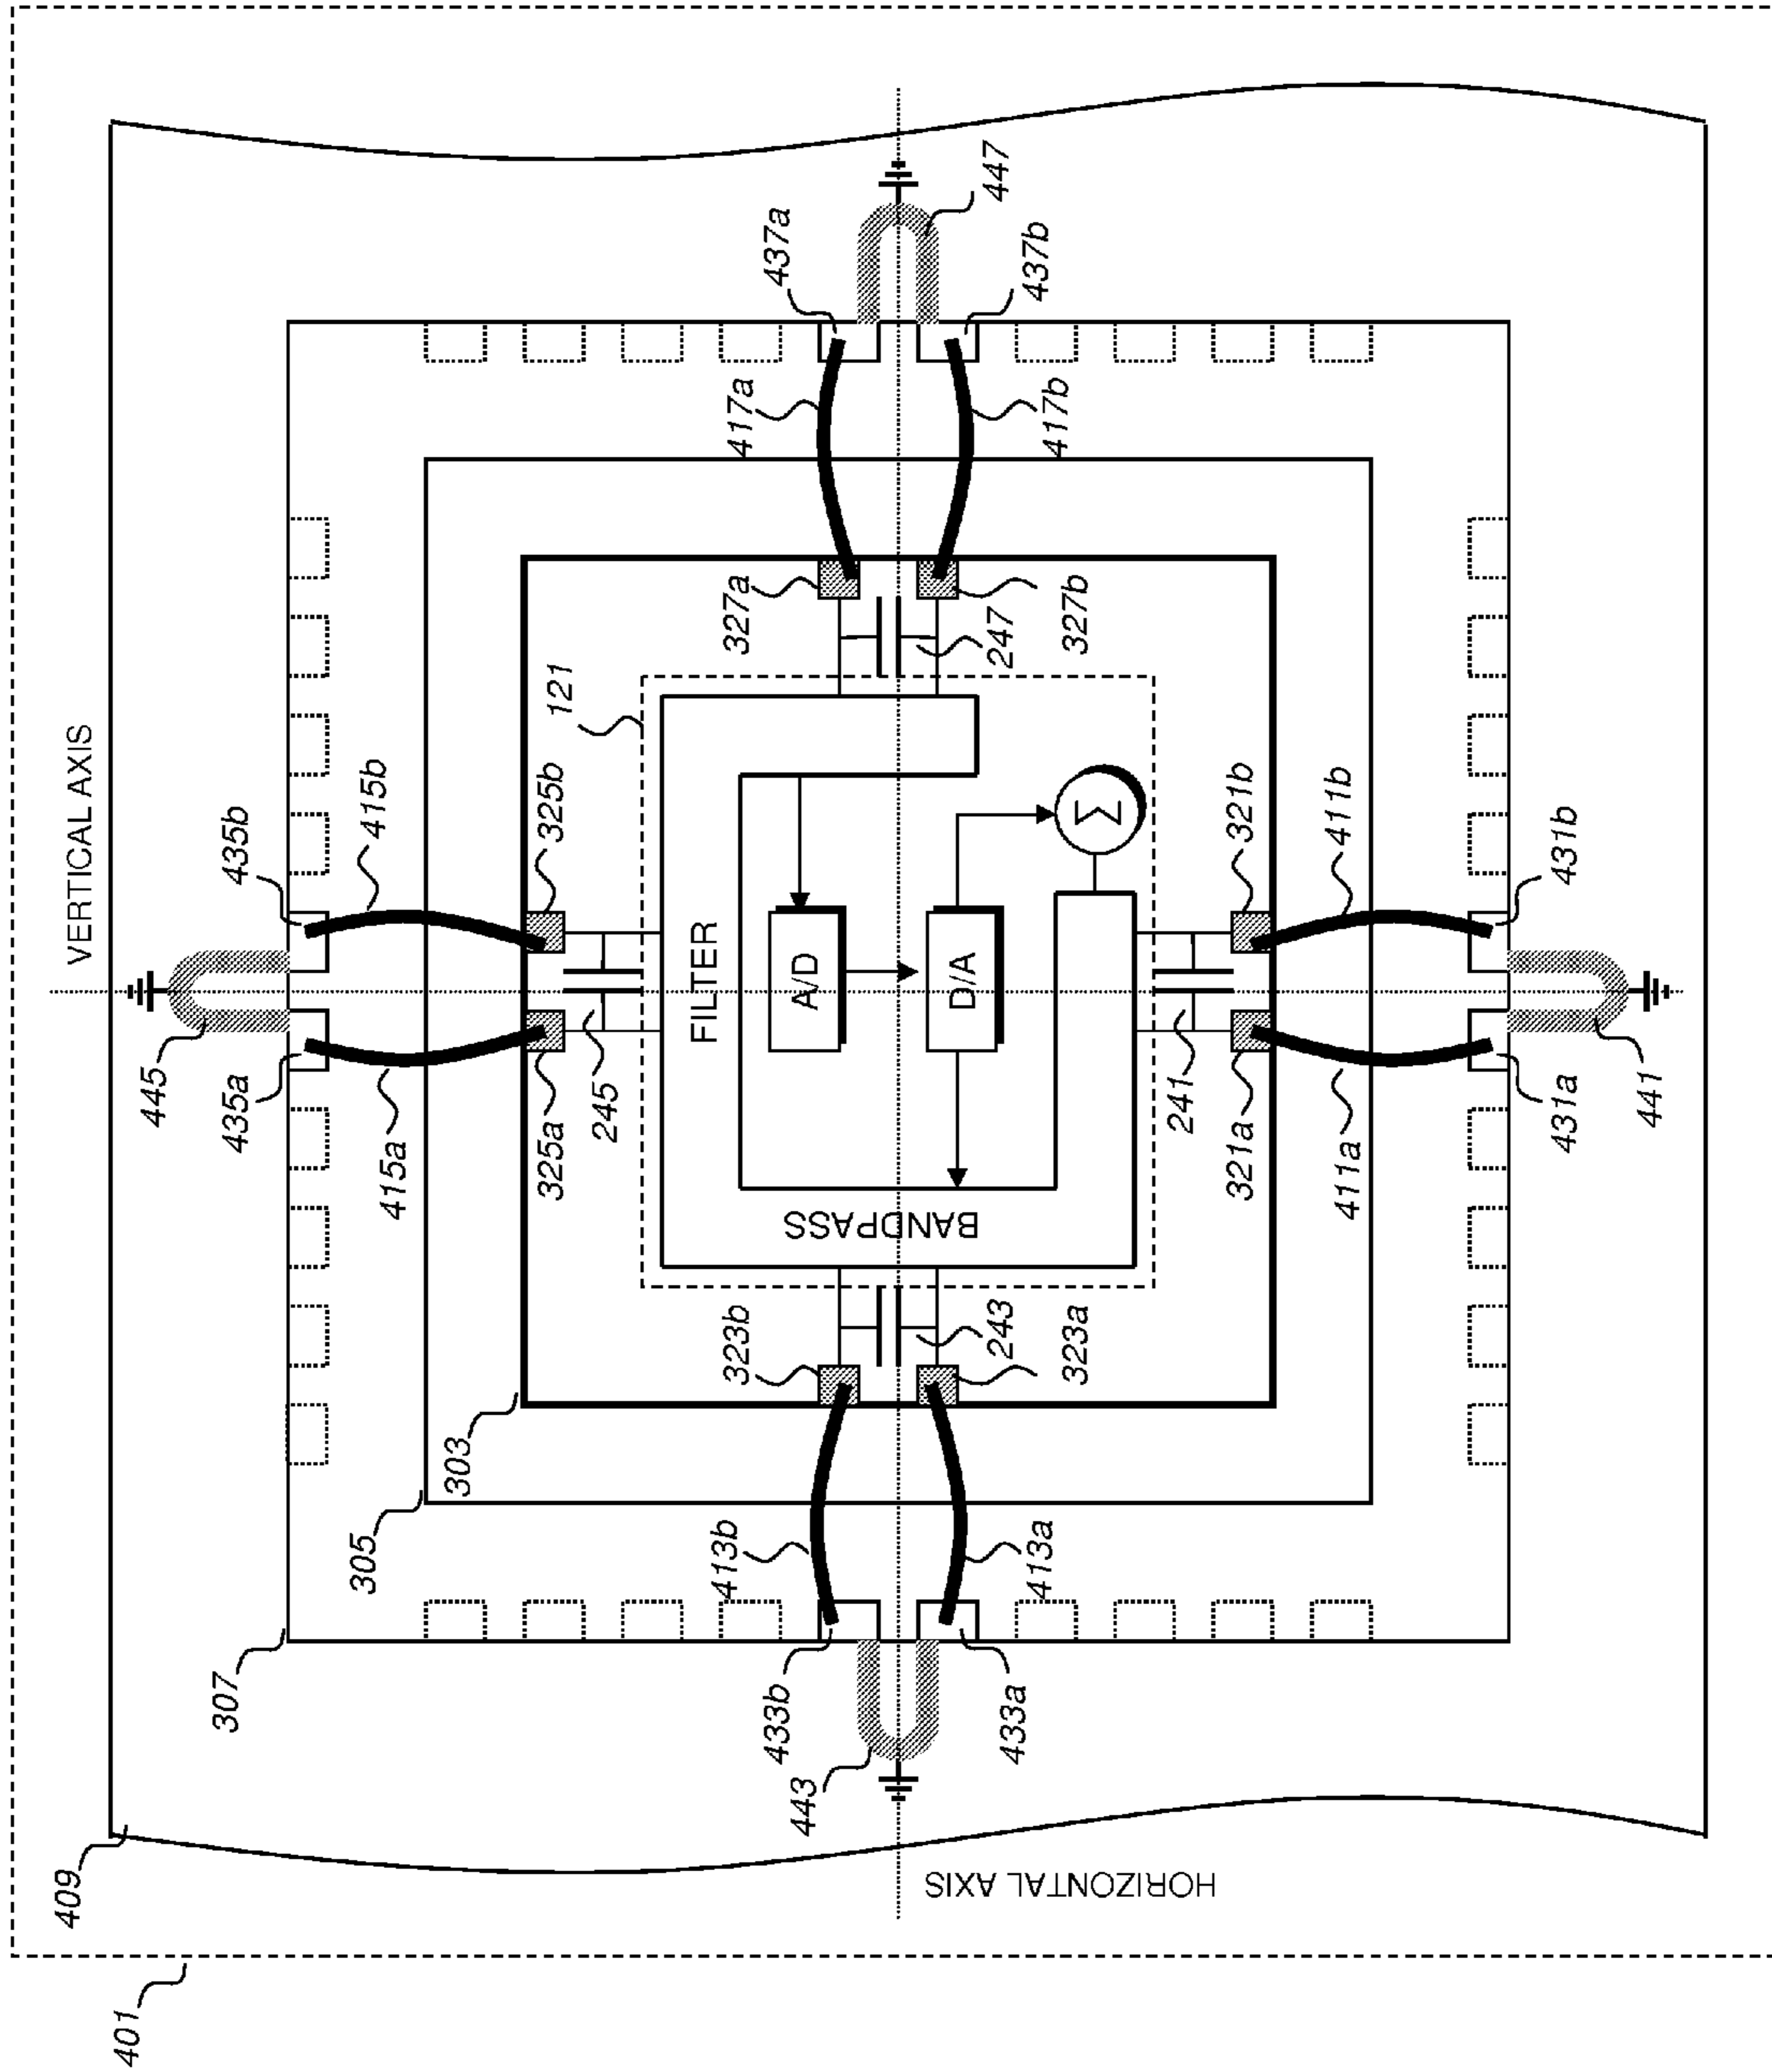 401
409
VERTICAL AXIS
445
307
435a
435b
305
415a
415b
303
325a
325b
121
245
FILTER
413b
323b
327a
417a
433b
437a
443
BANDPASS
A/D
D/A
HORIZONTAL AXIS
243
247
447
433a
413a
323a
327b
417b
437b
Σ
241
321a
321b
411a
411b
431a
431b
441